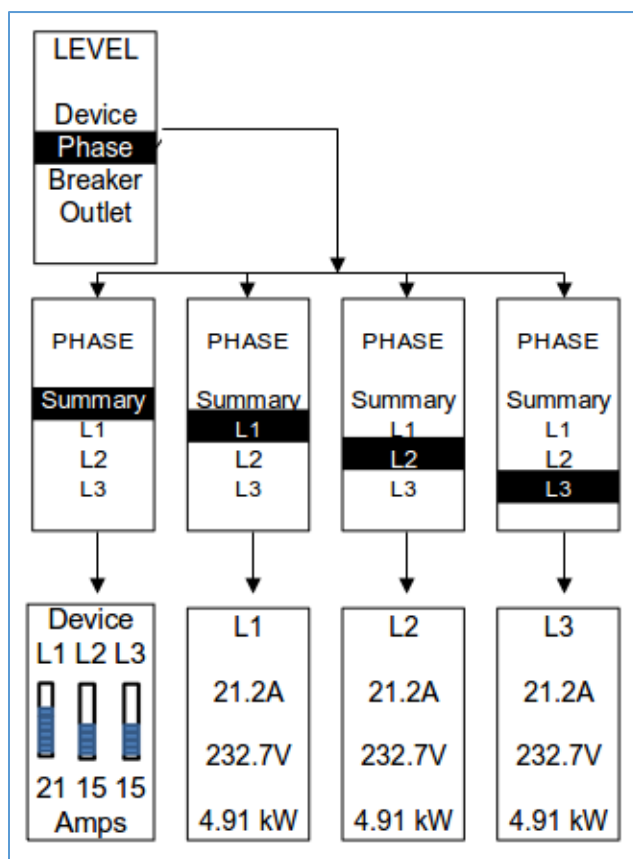 LEVEL
Device
Phase
Breaker
Outlet
PHASE
Summary
L1
L2
L3
PHASE
Summary
L1
L2
L3
PHASE
Summary
L1
L2
L3
PHASE
Summary
L1
L2
L3
Device
L1 L2 L3
21 15 15
Amps
L1
21.2A
232.7V
4.91 kW
L2
21.2A
232.7V
4.91 kW
L3
21.2A
232.7V
4.91 kW